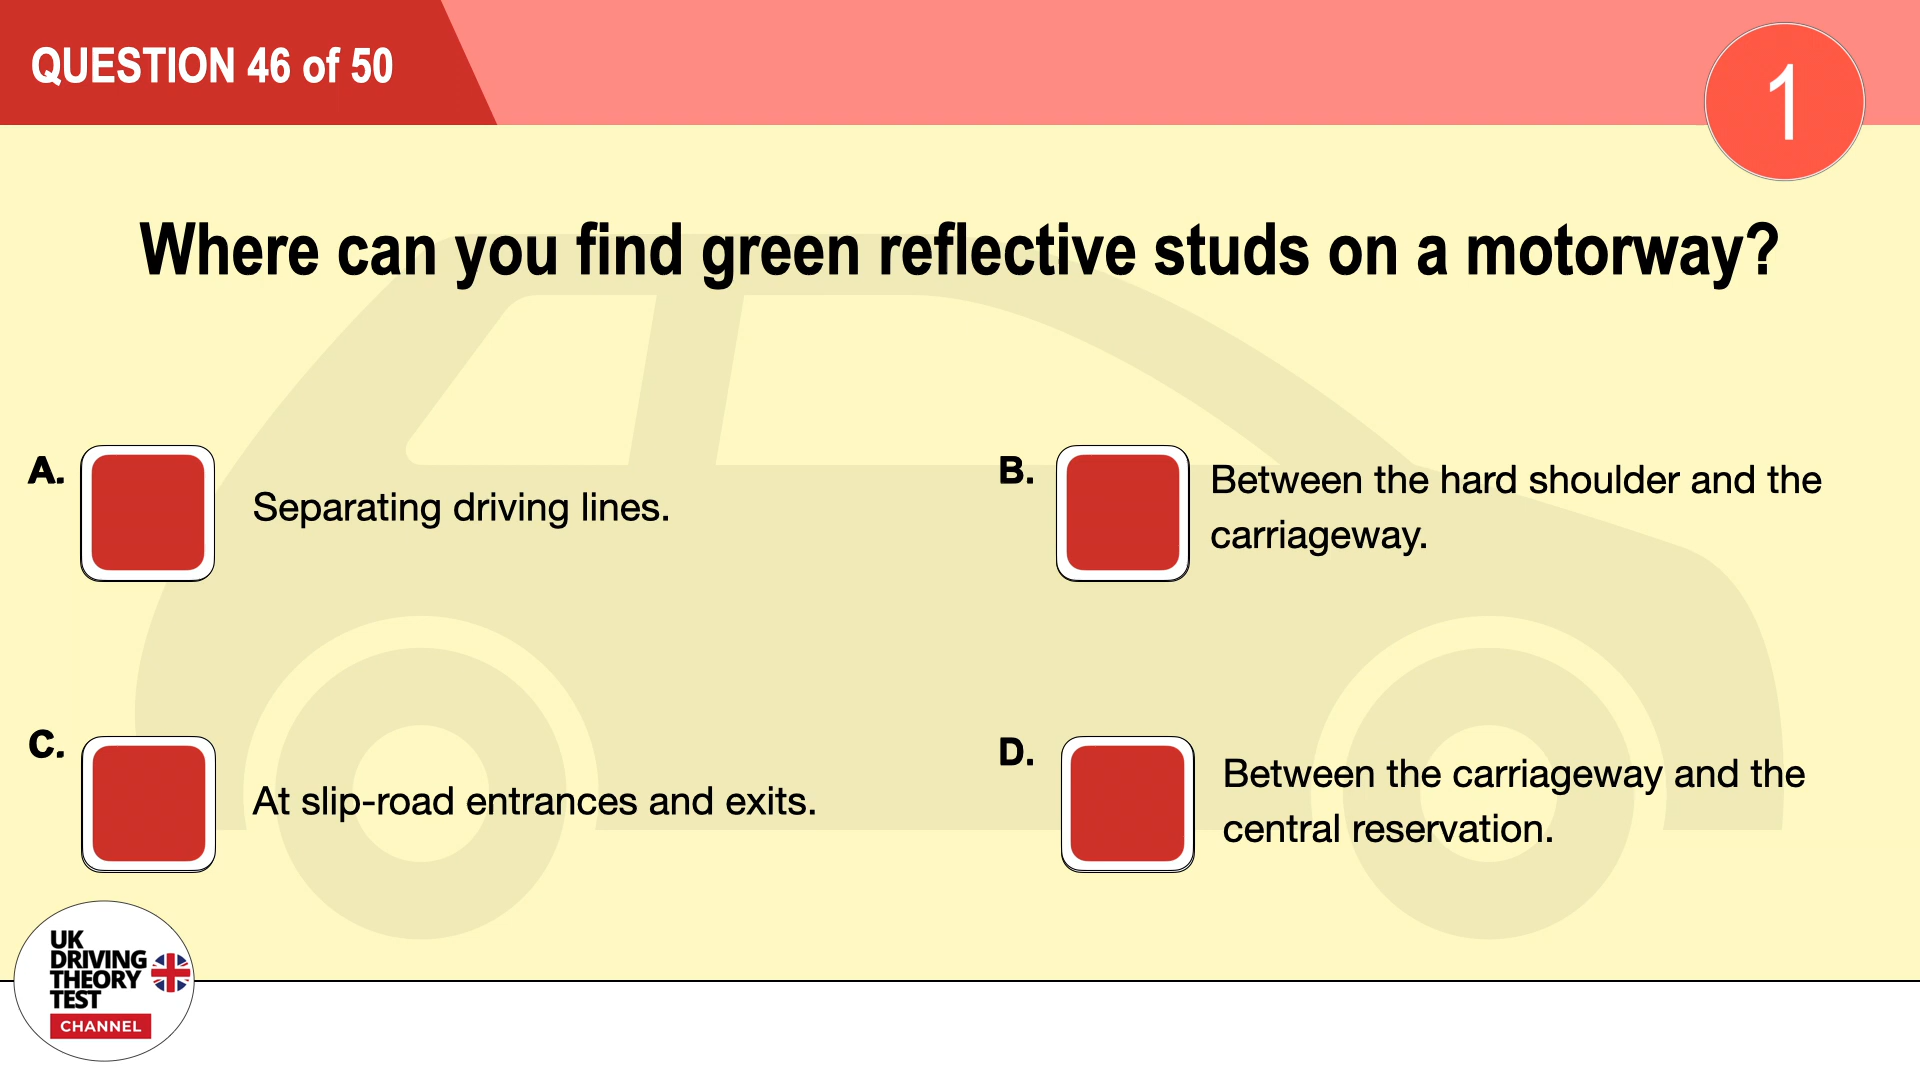 QUESTION 46 of 50
1
Where can you find green reflective studs on a motorway?
A.
Separating driving lines.
B.
Between the hard shoulder and the
carriageway.
C.
At slip-road entrances and exits.
D.
Between the carriageway and the
central reservation.
UK
DRIVING
THEORY
TEST
CHANNEL